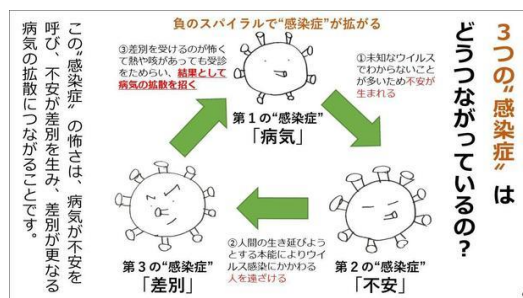 3つの“感染症”は
どうつながっているの？
負のスパイラルで“感染症”が拡がる
①未知なウイルス
でわからないこと
が多いため不安が
生まれる
第1の“感染症”
「病気」
第2の“感染症”
「不安」
②人間の生き延びよう
とする本能によりウイ
ルス感染にかかわる
人を遠ざける
第3の“感染症”
「差別」
③差別を受けるのが怖く
て熱や咳があっても受診
をためらい、結果として
病気の拡散を招く
この“感染症”の怖さは、病気が不安を
呼び、不安が差別を生み、差別が更なる
病気の拡散につながることです。